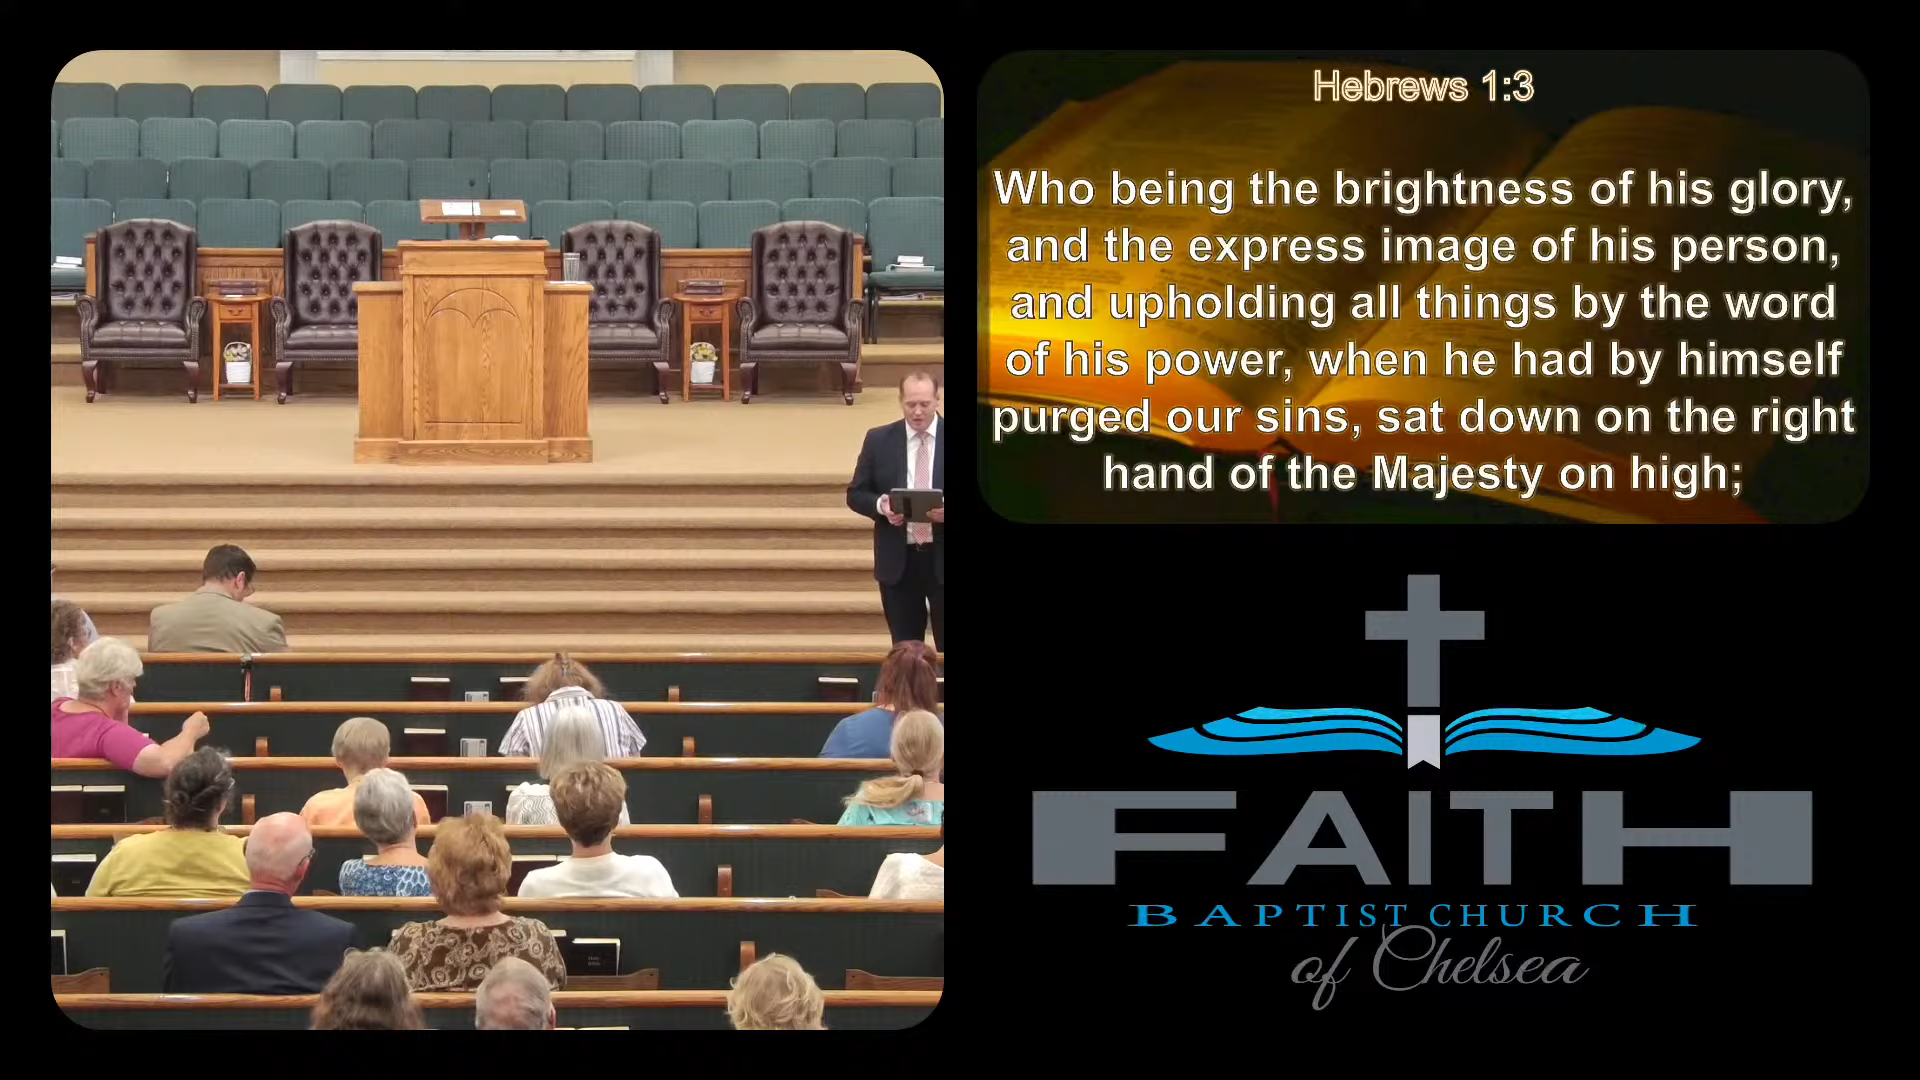 Hebrews 1:3
Who being the brightness of his glory,
and the express image of his person,
and upholding all things by the word
of his power, when he had by himself
purged our sins, sat down on the right
hand of the Majesty on high;
FAITH
BAPTIST CHURCH
of Chelsea
Holy
Bible